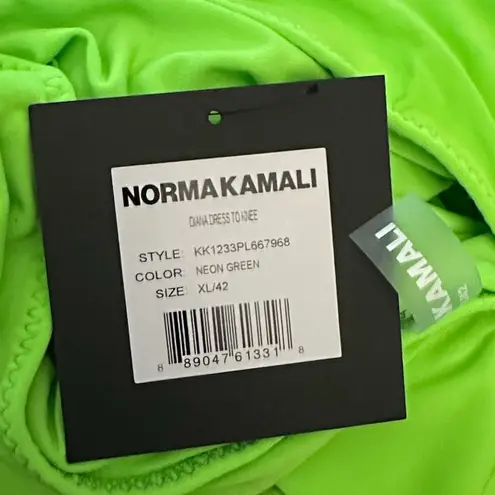 NORMA KAMALI
DIANA DRESS TO KNEE
STYLE: KK1233PL667968
COLOR: NEON GREEN
SIZE: XL/42
8 89047 61331 8
KAMALI